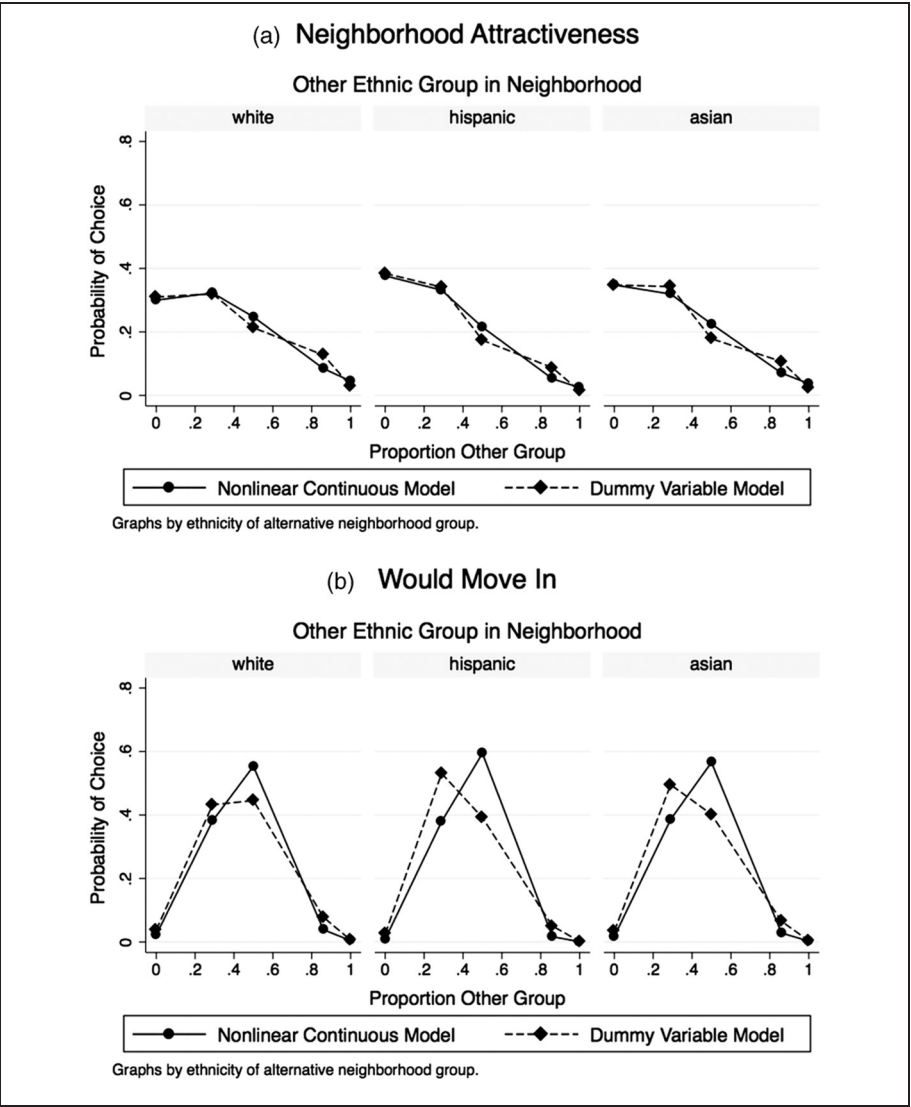 (a) Neighborhood Attractiveness
Other Ethnic Group in Neighborhood
white hispanic asian
Probability of Choice
.8
.6
.4
.2
0
0 .2 .4 .6 .8 1 0 .2 .4 .6 .8 1 0 .2 .4 .6 .8 1
Proportion Other Group
Nonlinear Continuous Model Dummy Variable Model
Graphs by ethnicity of alternative neighborhood group.
(b) Would Move In
Other Ethnic Group in Neighborhood
white hispanic asian
Probability of Choice
.8
.6
.4
.2
0
0 .2 .4 .6 .8 1 0 .2 .4 .6 .8 1 0 .2 .4 .6 .8 1
Proportion Other Group
Nonlinear Continuous Model Dummy Variable Model
Graphs by ethnicity of alternative neighborhood group.